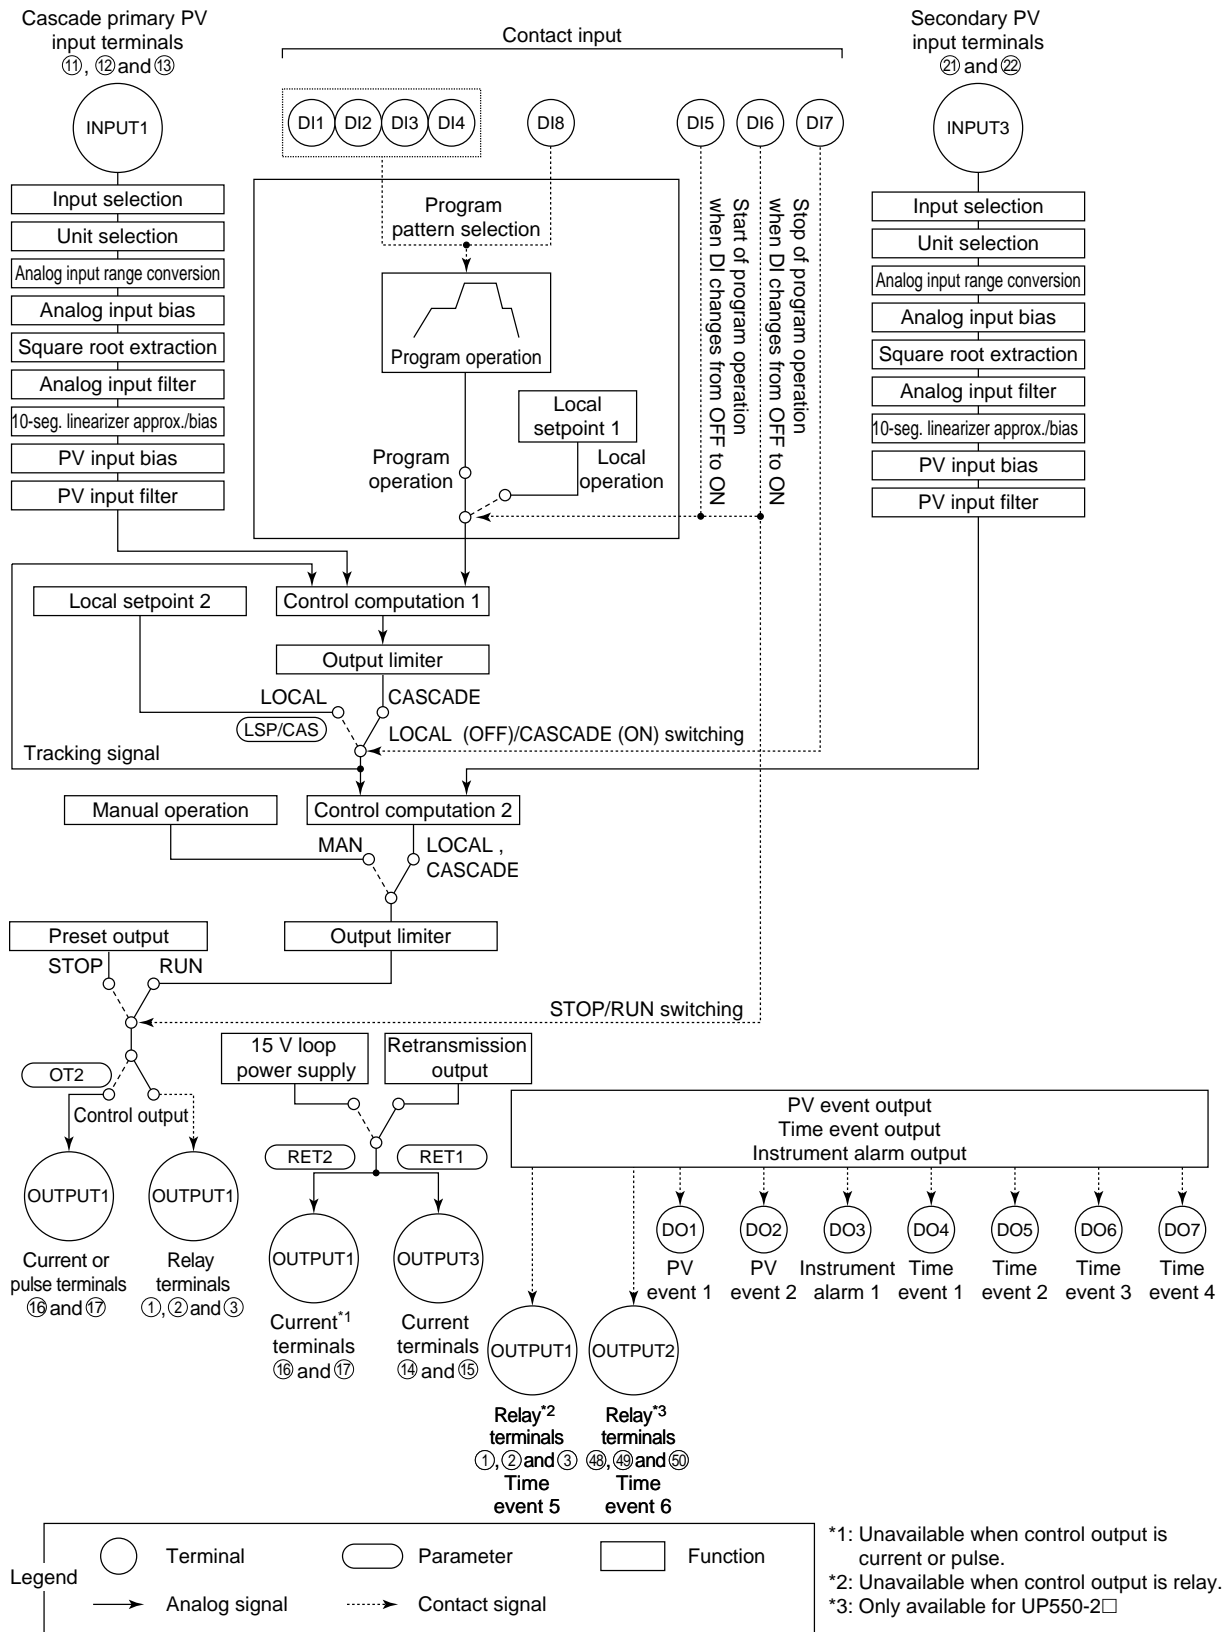 Cascade primary PV
input terminals
⑪, ⑫ and ⑬
INPUT1
Input selection
Unit selection
Analog input range conversion
Analog input bias
Square root extraction
Analog input filter
10-seg. linearizer approx./bias
PV input bias
PV input filter
Contact input
DI1
DI2
DI3
DI4
DI8
DI5
DI6
DI7
Secondary PV
input terminals
㉑ and ㉒
INPUT3
Input selection
Unit selection
Analog input range conversion
Analog input bias
Square root extraction
Analog input filter
10-seg. linearizer approx./bias
PV input bias
PV input filter
Program
pattern selection
Program operation
Local
setpoint 1
Program
operation
Local
operation
Start of program operation
when DI changes from OFF to ON
Stop of program operation
when DI changes from OFF to ON
Local setpoint 2
Control computation 1
Output limiter
LOCAL
CASCADE
LSP/CAS
LOCAL (OFF)/CASCADE (ON) switching
Tracking signal
Manual operation
Control computation 2
MAN
LOCAL ,
CASCADE
Preset output
Output limiter
STOP
RUN
STOP/RUN switching
OT2
Control output
15 V loop
power supply
Retransmission
output
RET2
RET1
PV event output
Time event output
Instrument alarm output
OUTPUT1
Current or
pulse terminals
⑯ and ⑰
OUTPUT1
Relay
terminals
①, ② and ③
OUTPUT1
Current*1
terminals
⑯ and ⑰
OUTPUT3
Current
terminals
⑭ and ⑮
OUTPUT1
Relay*2
terminals
①, ② and ③
Time
event 5
OUTPUT2
Relay*3
terminals
㊽, ㊾ and ㊿
Time
event 6
DO1
PV
event 1
DO2
PV
event 2
DO3
Instrument
alarm 1
DO4
Time
event 1
DO5
Time
event 2
DO6
Time
event 3
DO7
Time
event 4
Legend
Terminal
Parameter
Function
Analog signal
Contact signal
*1: Unavailable when control output is
current or pulse.
*2: Unavailable when control output is relay.
*3: Only available for UP550-2□